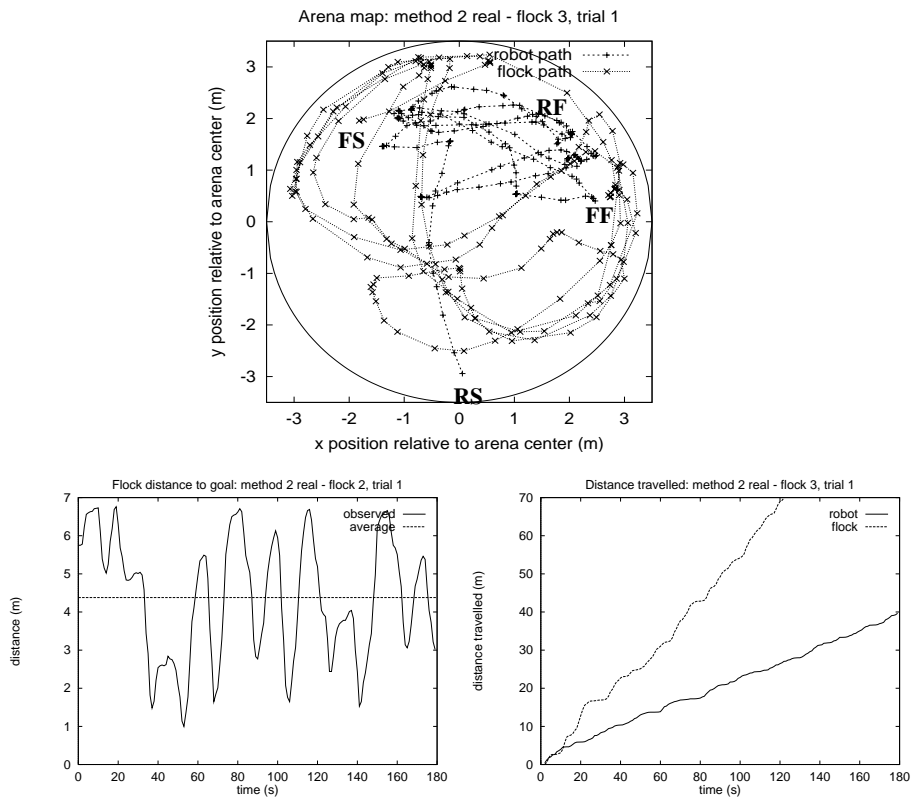 Arena map: method 2 real - flock 3, trial 1
robot path
flock path
RF
FS
FF
RS
3
2
1
0
-1
-2
-3
-3 -2 -1 0 1 2 3
y position relative to arena center (m)
x position relative to arena center (m)
Flock distance to goal: method 2 real - flock 2, trial 1
observed
average
7
6
5
4
3
2
1
0
0 20 40 60 80 100 120 140 160 180
distance (m)
time (s)
Distance travelled: method 2 real - flock 3, trial 1
robot
flock
70
60
50
40
30
20
10
0
0 20 40 60 80 100 120 140 160 180
distance travelled (m)
time (s)